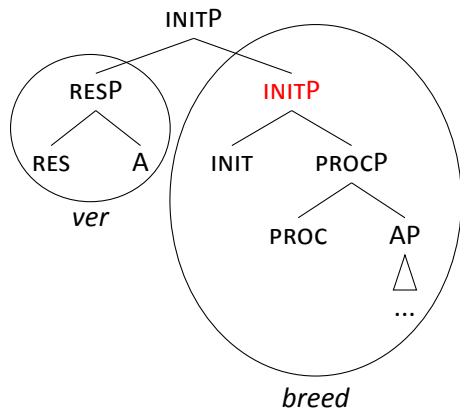 INITP
RESP INITP
RES A INIT PROCP
ver
PROC AP
...
breed